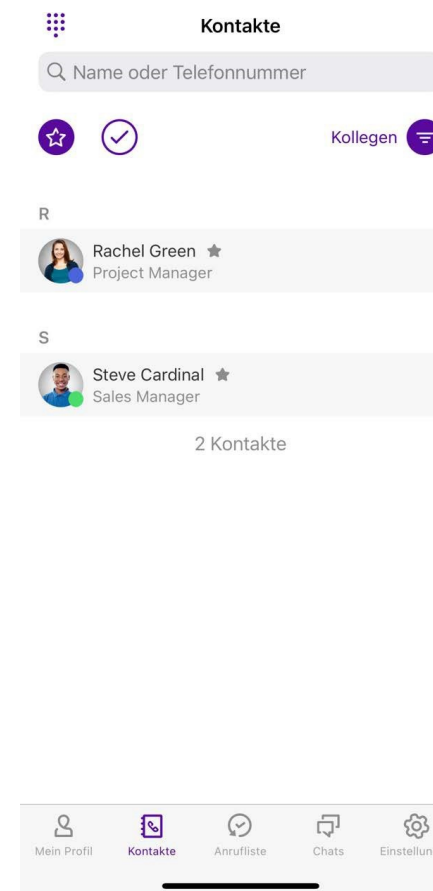 Kontakte
Name oder Telefonnummer
Kollegen
R
Rachel Green
Project Manager
S
Steve Cardinal
Sales Manager
2 Kontakte
Mein Profil
Kontakte
Anrufliste
Chats
Einstellun